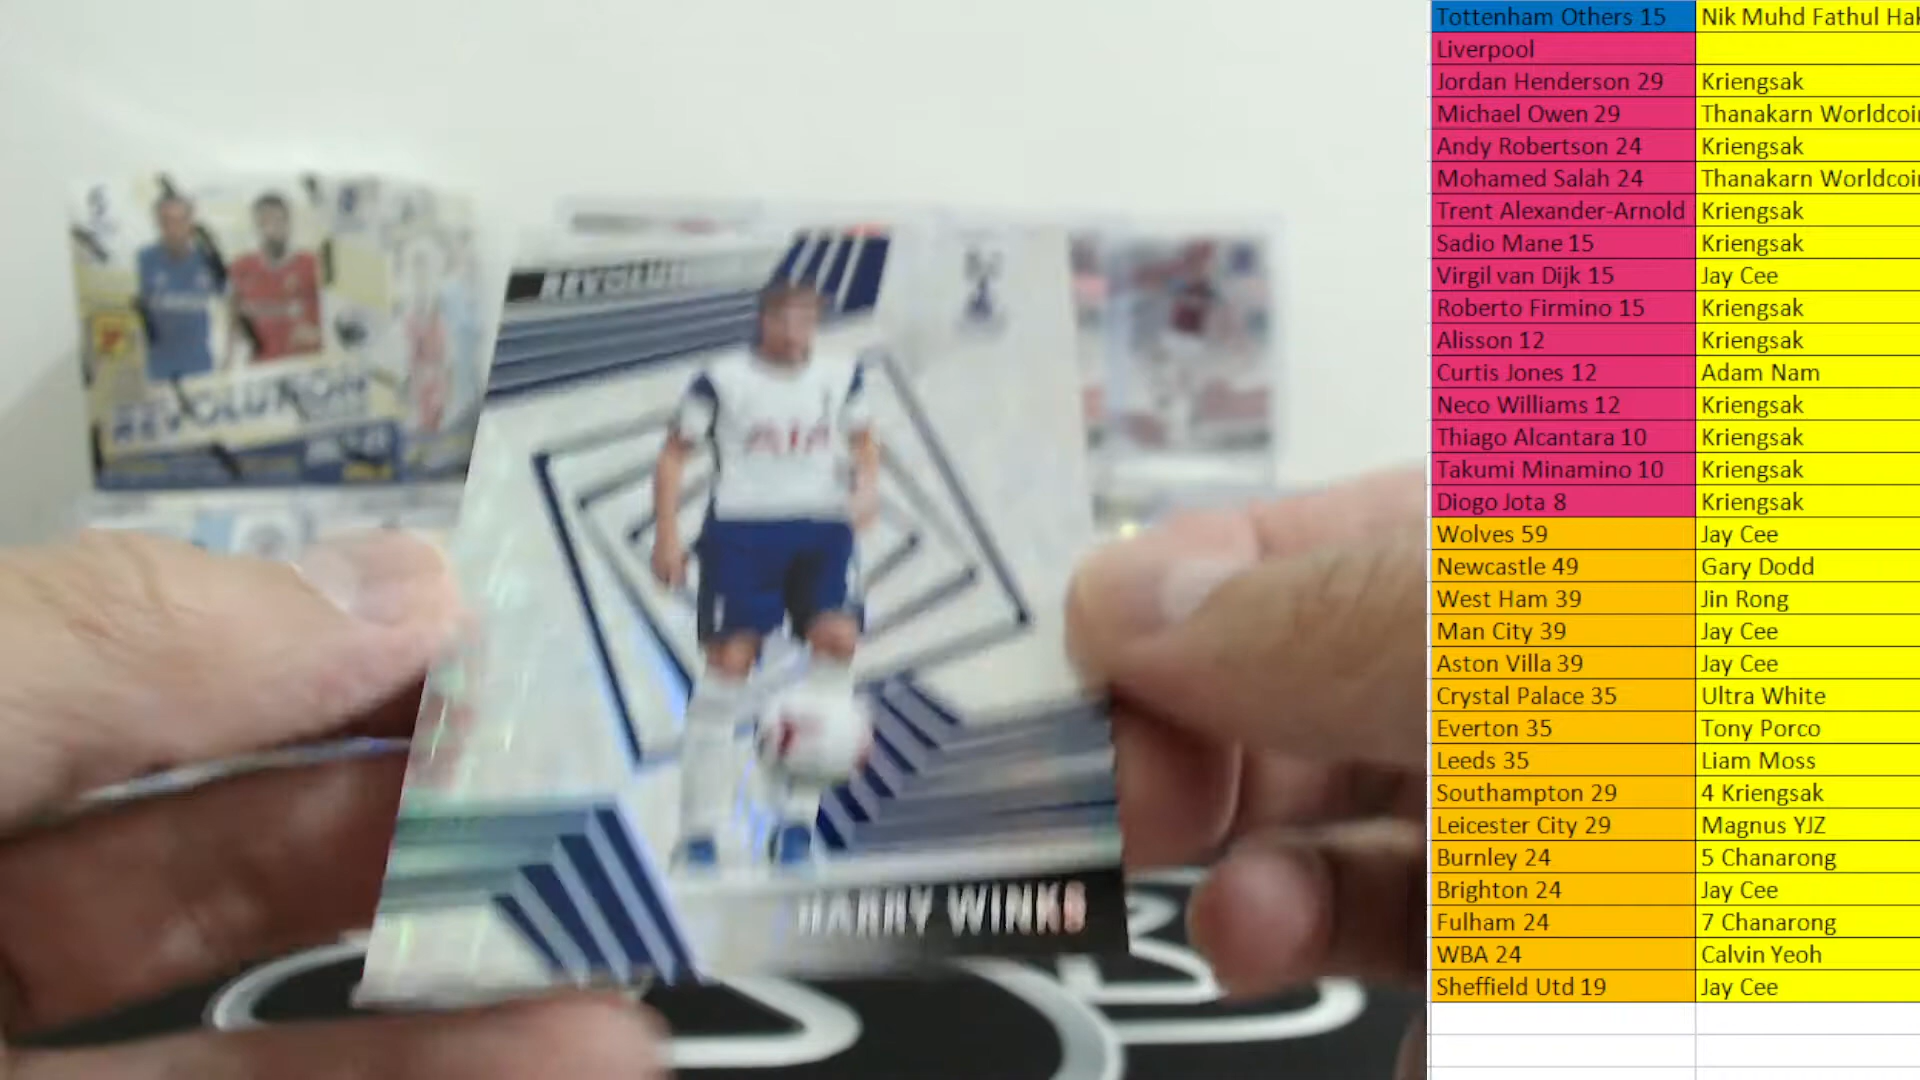 REVOLUTION
REVOLU
AIA
HARRY WINKS
Tottenham Others 15 Nik Muhd Fathul Hak
Liverpool
Jordan Henderson 29 Kriengsak
Michael Owen 29 Thanakarn Worldcoin
Andy Robertson 24 Kriengsak
Mohamed Salah 24 Thanakarn Worldcoin
Trent Alexander-Arnold Kriengsak
Sadio Mane 15 Kriengsak
Virgil van Dijk 15 Jay Cee
Roberto Firmino 15 Kriengsak
Alisson 12 Kriengsak
Curtis Jones 12 Adam Nam
Neco Williams 12 Kriengsak
Thiago Alcantara 10 Kriengsak
Takumi Minamino 10 Kriengsak
Diogo Jota 8 Kriengsak
Wolves 59 Jay Cee
Newcastle 49 Gary Dodd
West Ham 39 Jin Rong
Man City 39 Jay Cee
Aston Villa 39 Jay Cee
Crystal Palace 35 Ultra White
Everton 35 Tony Porco
Leeds 35 Liam Moss
Southampton 29 4 Kriengsak
Leicester City 29 Magnus YJZ
Burnley 24 5 Chanarong
Brighton 24 Jay Cee
Fulham 24 7 Chanarong
WBA 24 Calvin Yeoh
Sheffield Utd 19 Jay Cee